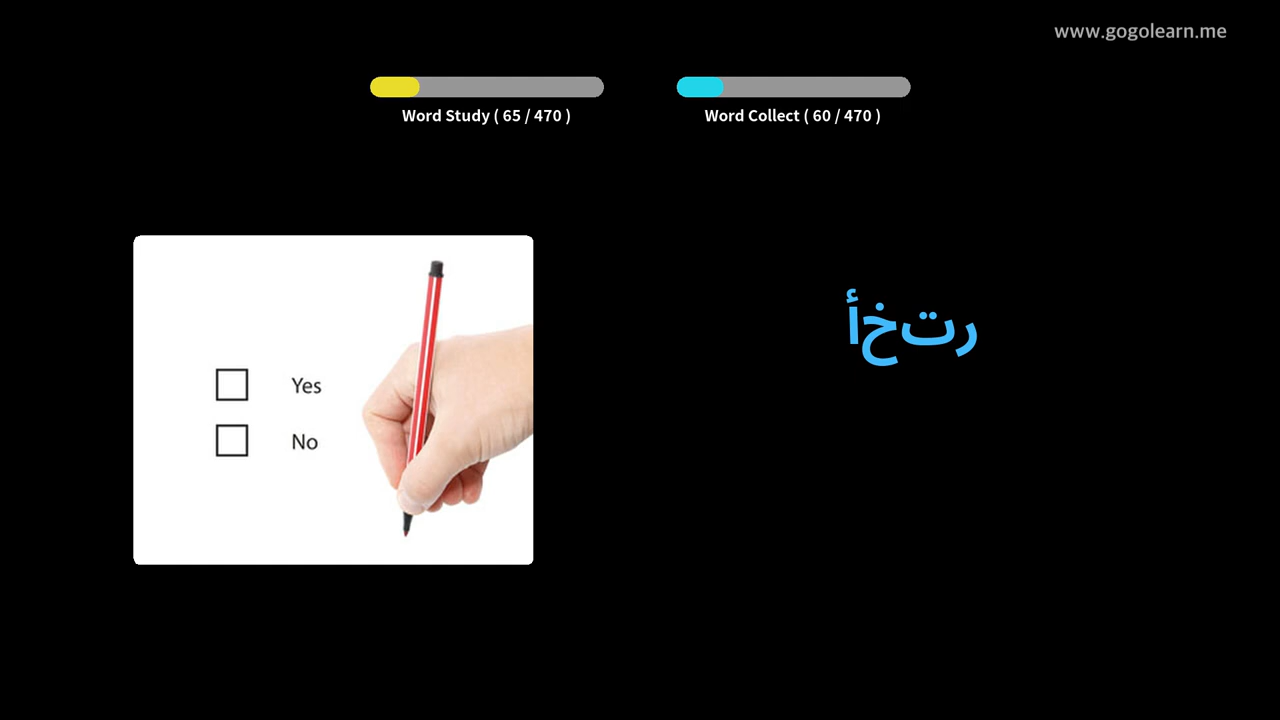 www.gogolearn.me
Word Study ( 65 / 470 )
Word Collect ( 60 / 470 )
رتخأ
Yes
No